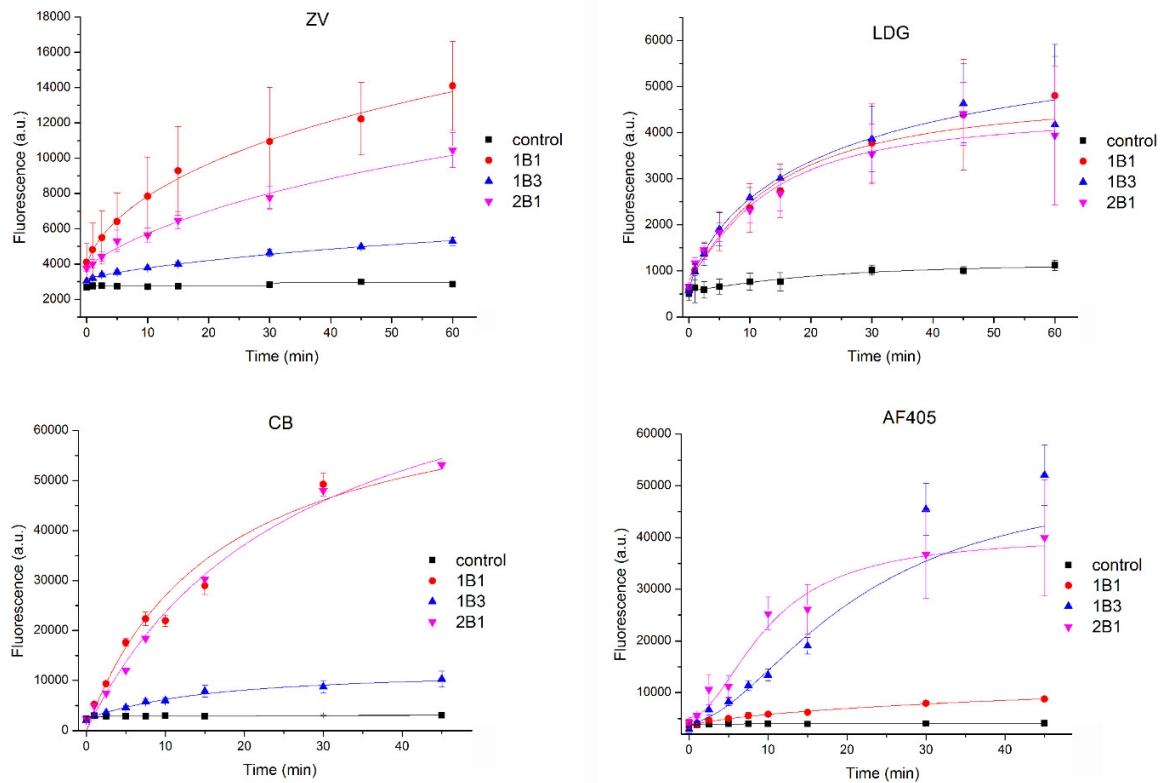 ZV
Fluorescence (a.u.)
18000
16000
14000
12000
10000
8000
6000
4000
2000
0 10 20 30 40 50 60
Time (min)
control
1B1
1B3
2B1
LDG
Fluorescence (a.u.)
6000
5000
4000
3000
2000
1000
0
0 10 20 30 40 50 60
Time (min)
control
1B1
1B3
2B1
CB
Fluorescence (a.u.)
60000
50000
40000
30000
20000
10000
0
0 10 20 30 40
Time (min)
control
1B1
1B3
2B1
AF405
Fluorescence (a.u.)
60000
50000
40000
30000
20000
10000
0
0 10 20 30 40
Time (min)
control
1B1
1B3
2B1